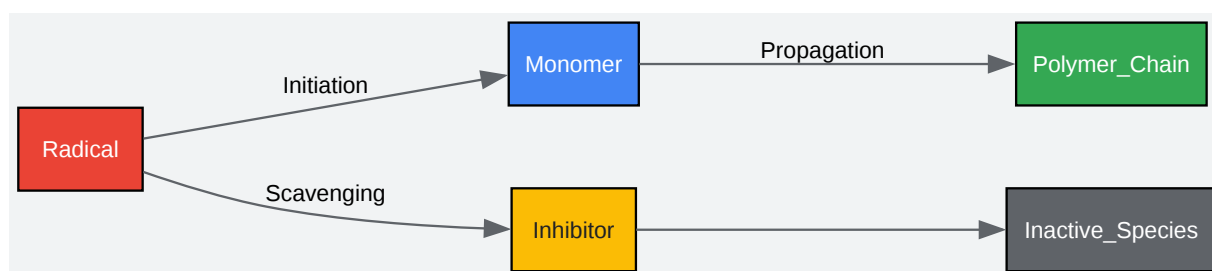 Radical
Initiation
Monomer
Propagation
Polymer_Chain
Scavenging
Inhibitor
Inactive_Species